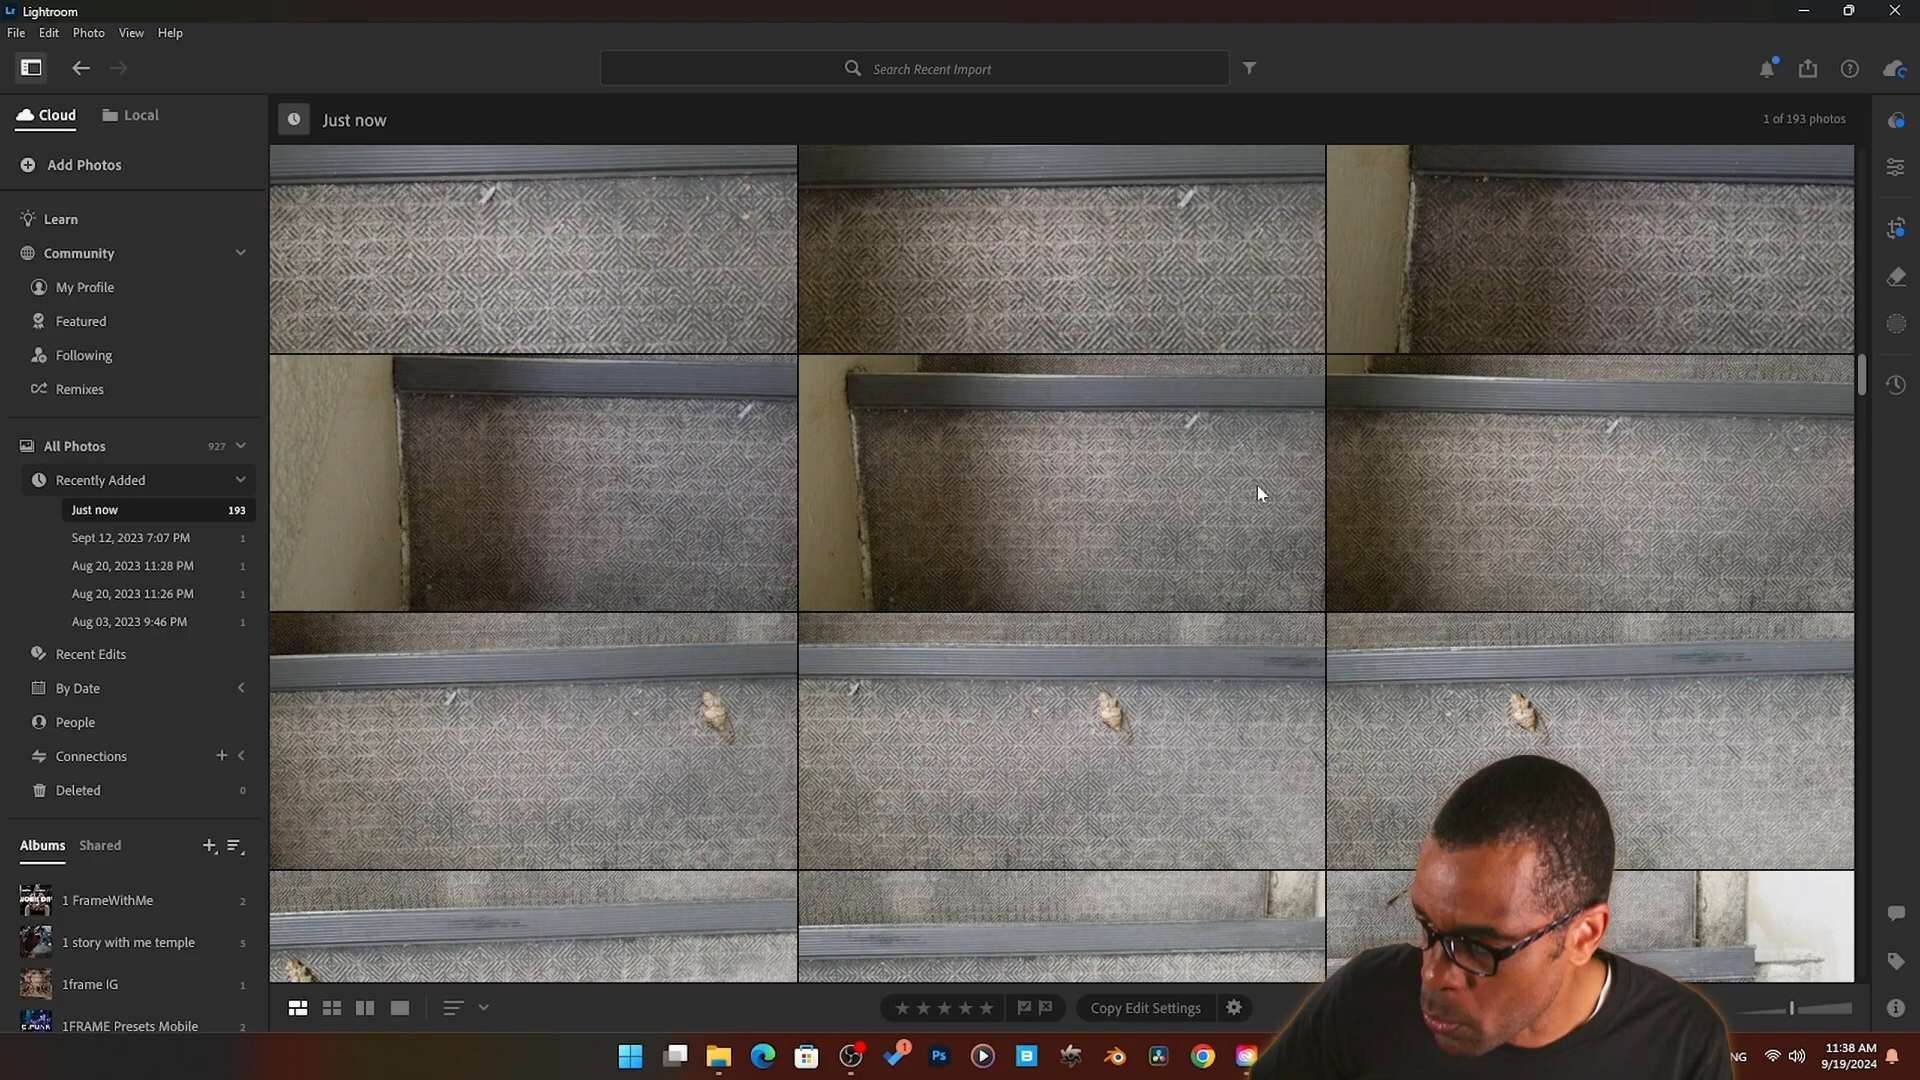 Lr Lightroom
File Edit Photo View Help
Search Recent Import
Cloud Local
Just now
1 of 193 photos
Add Photos
Learn
Community
My Profile
Featured
Following
Remixes
All Photos 927
Recently Added
Just now 193
Sept 12, 2023 7:07 PM 1
Aug 20, 2023 11:28 PM 1
Aug 20, 2023 11:26 PM 1
Aug 03, 2023 9:46 PM 1
Recent Edits
By Date
People
Connections
Deleted 0
Albums Shared
1 FrameWithMe 2
1 story with me temple 5
1frame IG 1
1FRAME Presets Mobile 2
Copy Edit Settings
1
Ps
B
NG
11:38 AM
9/19/2024